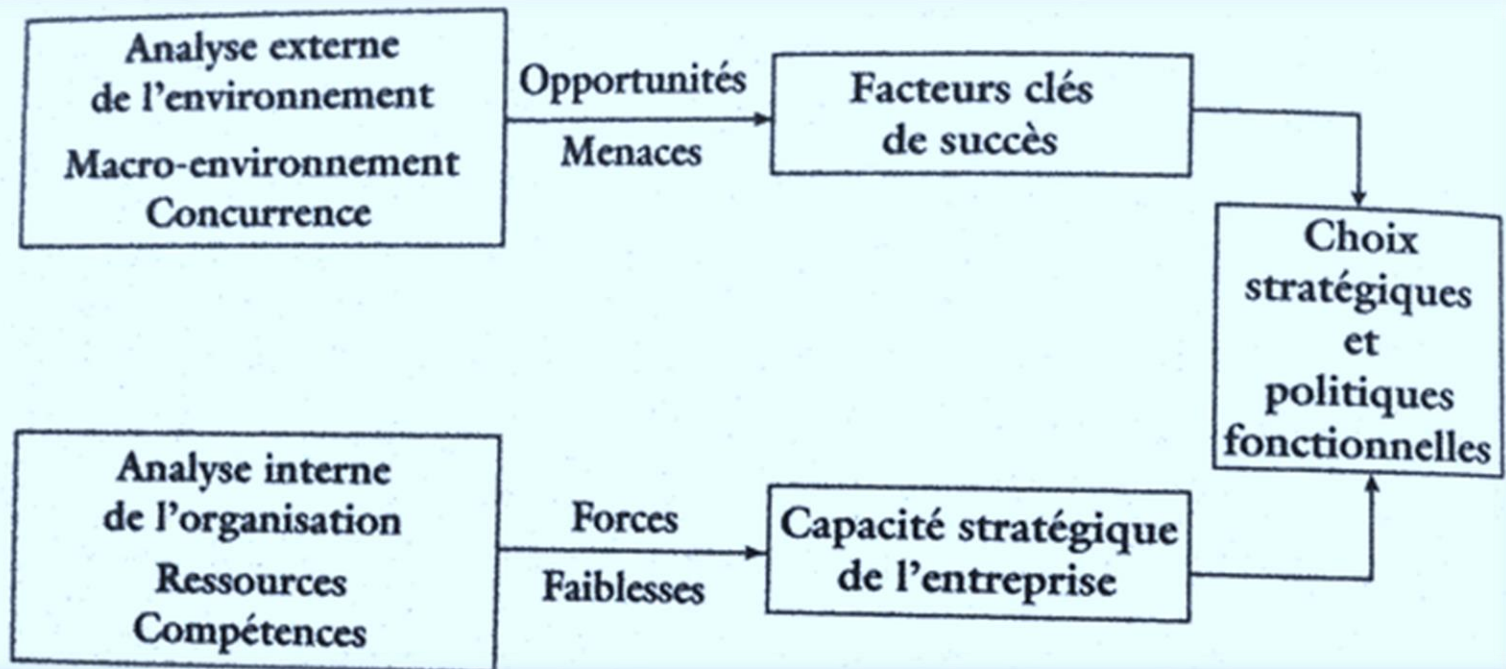 Analyse externe
de l'environnement
Macro-environnement
Concurrence
Opportunités
Menaces
Facteurs clés
de succès
Choix
stratégiques
et
politiques
fonctionnelles
Analyse interne
de l'organisation
Ressources
Compétences
Forces
Faiblesses
Capacité stratégique
de l'entreprise